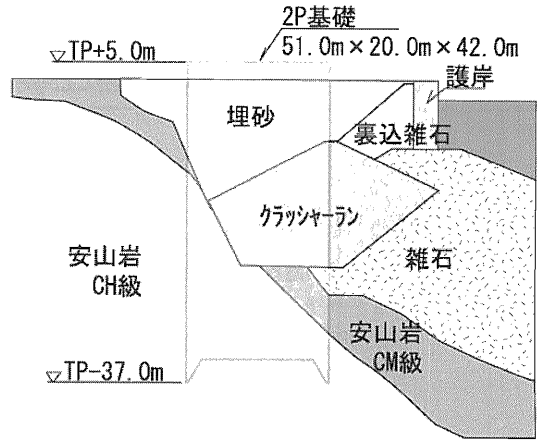 2P基礎
51.0m×20.0m×42.0m
▽TP+5.0m
護岸
埋砂
裏込雑石
クラッシャーラン
安山岩
CH級
雑石
安山岩
CM級
▽TP-37.0m